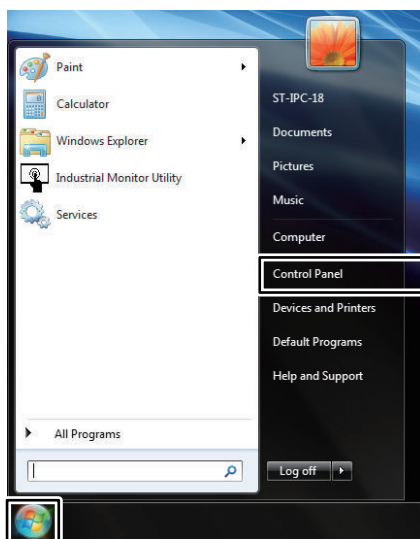 Paint
Calculator
Windows Explorer
Industrial Monitor Utility
Services
All Programs
ST-IPC-18
Documents
Pictures
Music
Computer
Control Panel
Devices and Printers
Default Programs
Help and Support
Log off